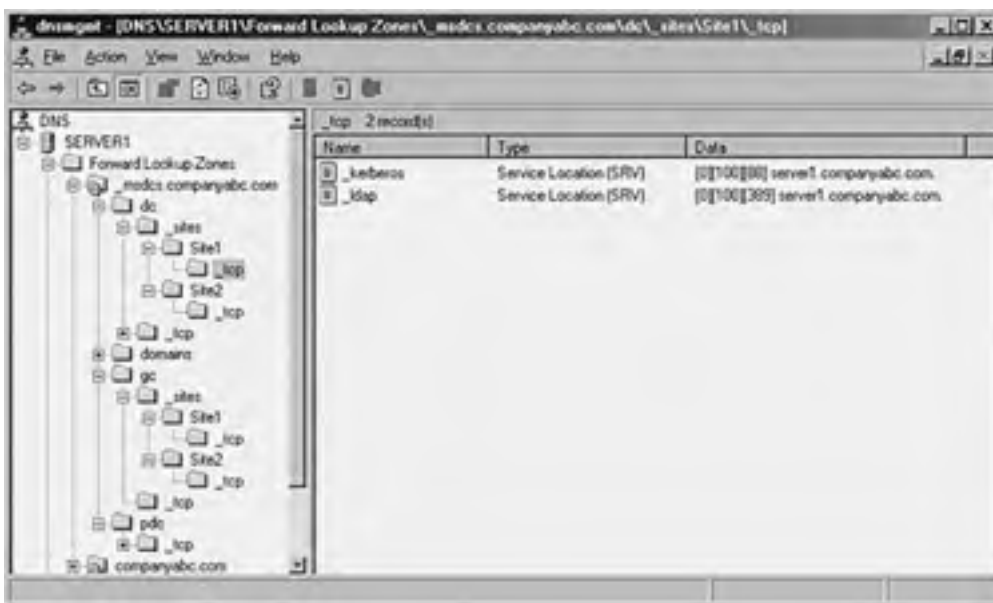 dnsmgmt - [DNS\SERVER1\Forward Lookup Zones\_msdcs.companyabc.com\dc\_sites\Site1\_tcp]
File Action View Window Help
DNS
SERVER1
Forward Lookup Zones
_msdcs.companyabc.com
dc
_sites
Site1
_tcp
Site2
_tcp
_tcp
domains
gc
_sites
Site1
_tcp
Site2
_tcp
_tcp
pdc
_tcp
companyabc.com
_tcp 2 record(s)
Name Type Data
_kerberos Service Location (SRV) [0][100][88] server1.companyabc.com.
_ldap Service Location (SRV) [0][100][389] server1.companyabc.com.